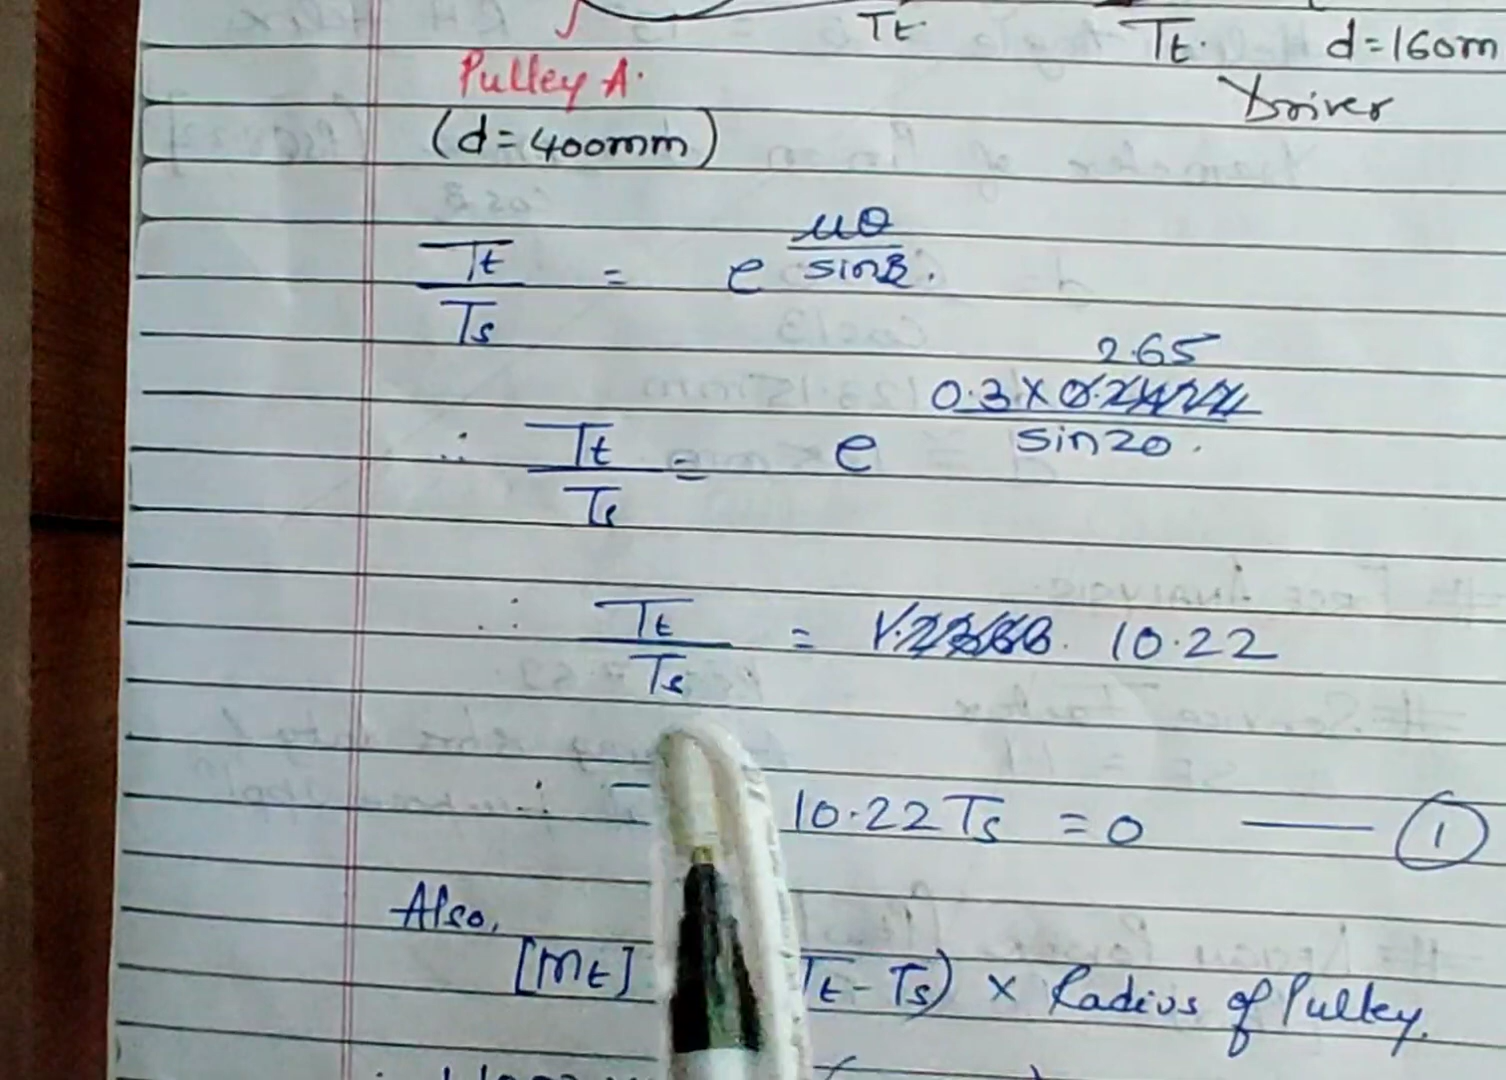 Tt Tt. d=160m
Pulley A.
Driver
(d=400mm)
Tt/Ts = e^(μθ/sinβ).
2.65
∴ Tt/Ts = e^(0.3×/sin20).
∴ Tt/Ts = 10.22
∴ 10.22Ts = 0 — 1
Also,
[Mt] Tt-Ts) × Radius of Pulley.